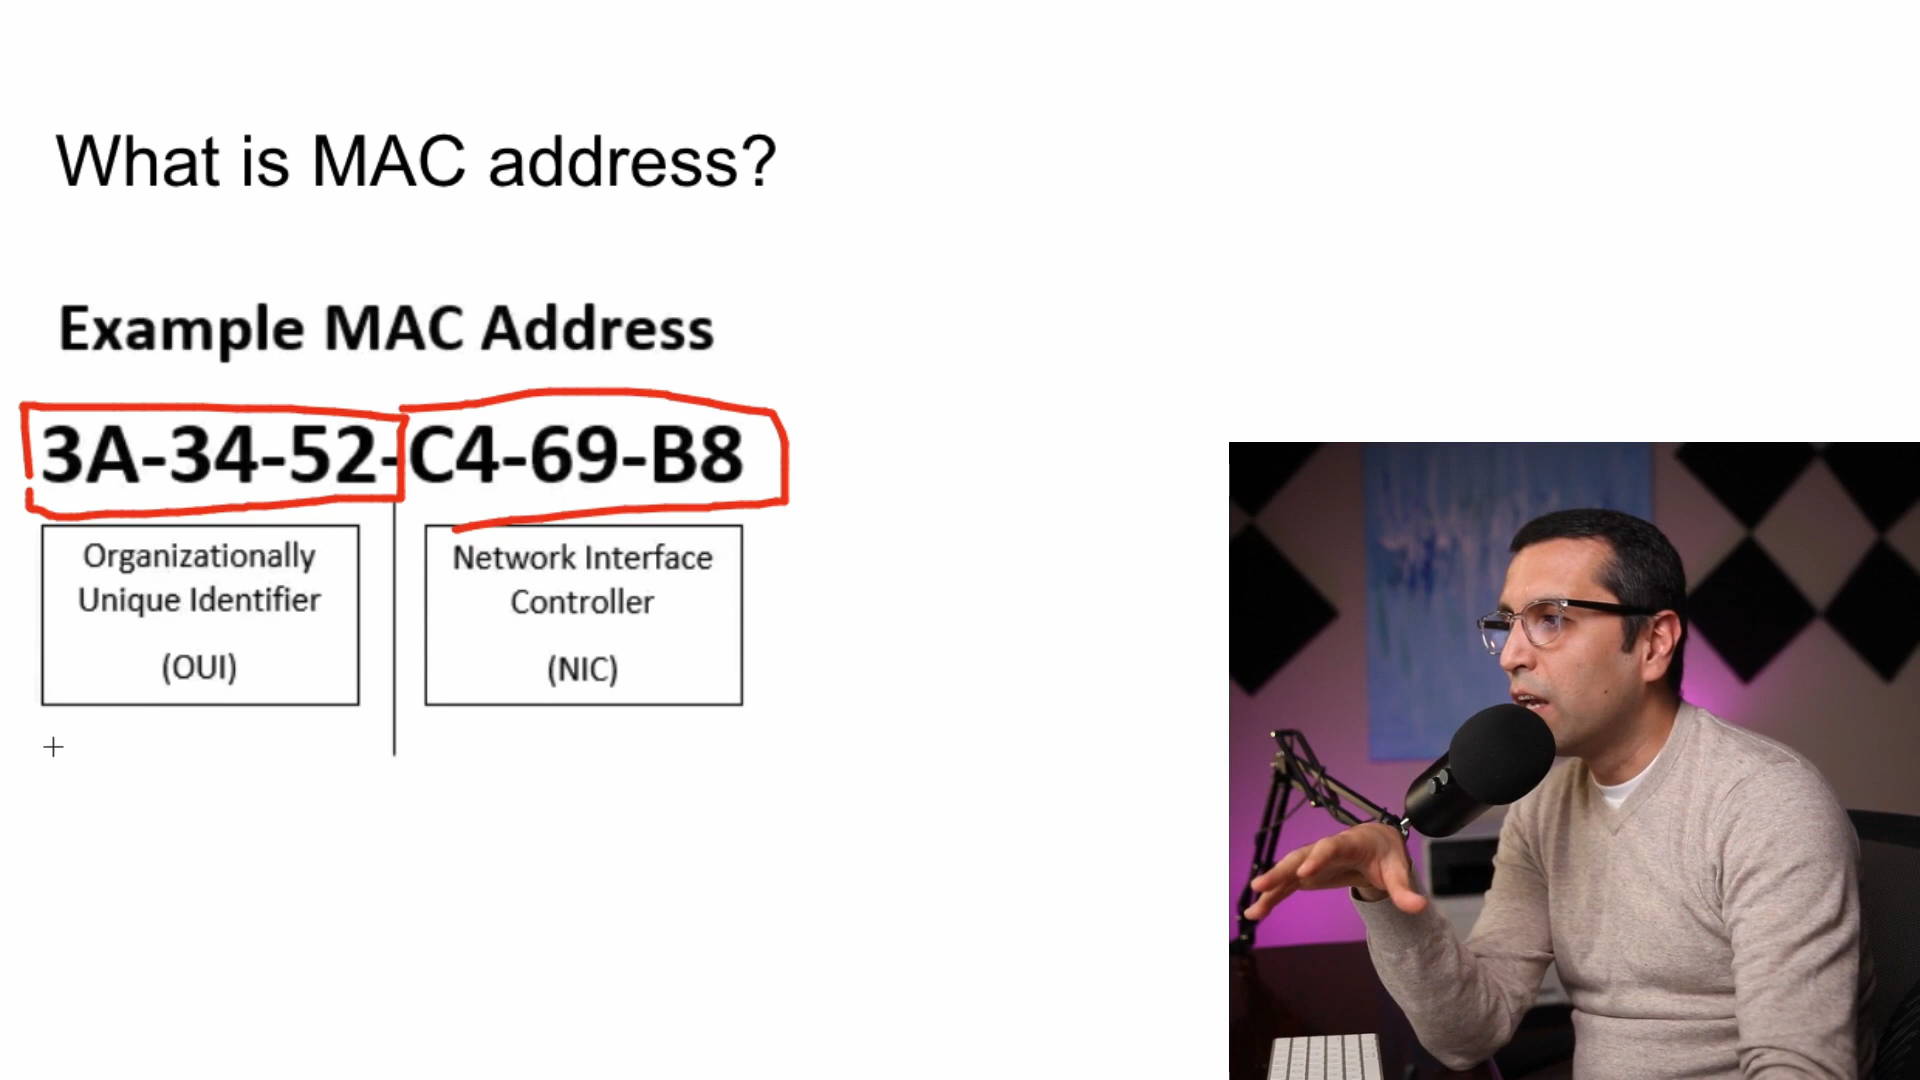 What is MAC address?
Example MAC Address
3A-34-52-C4-69-B8
Organizationally
Unique Identifier
(OUI)
Network Interface
Controller
(NIC)